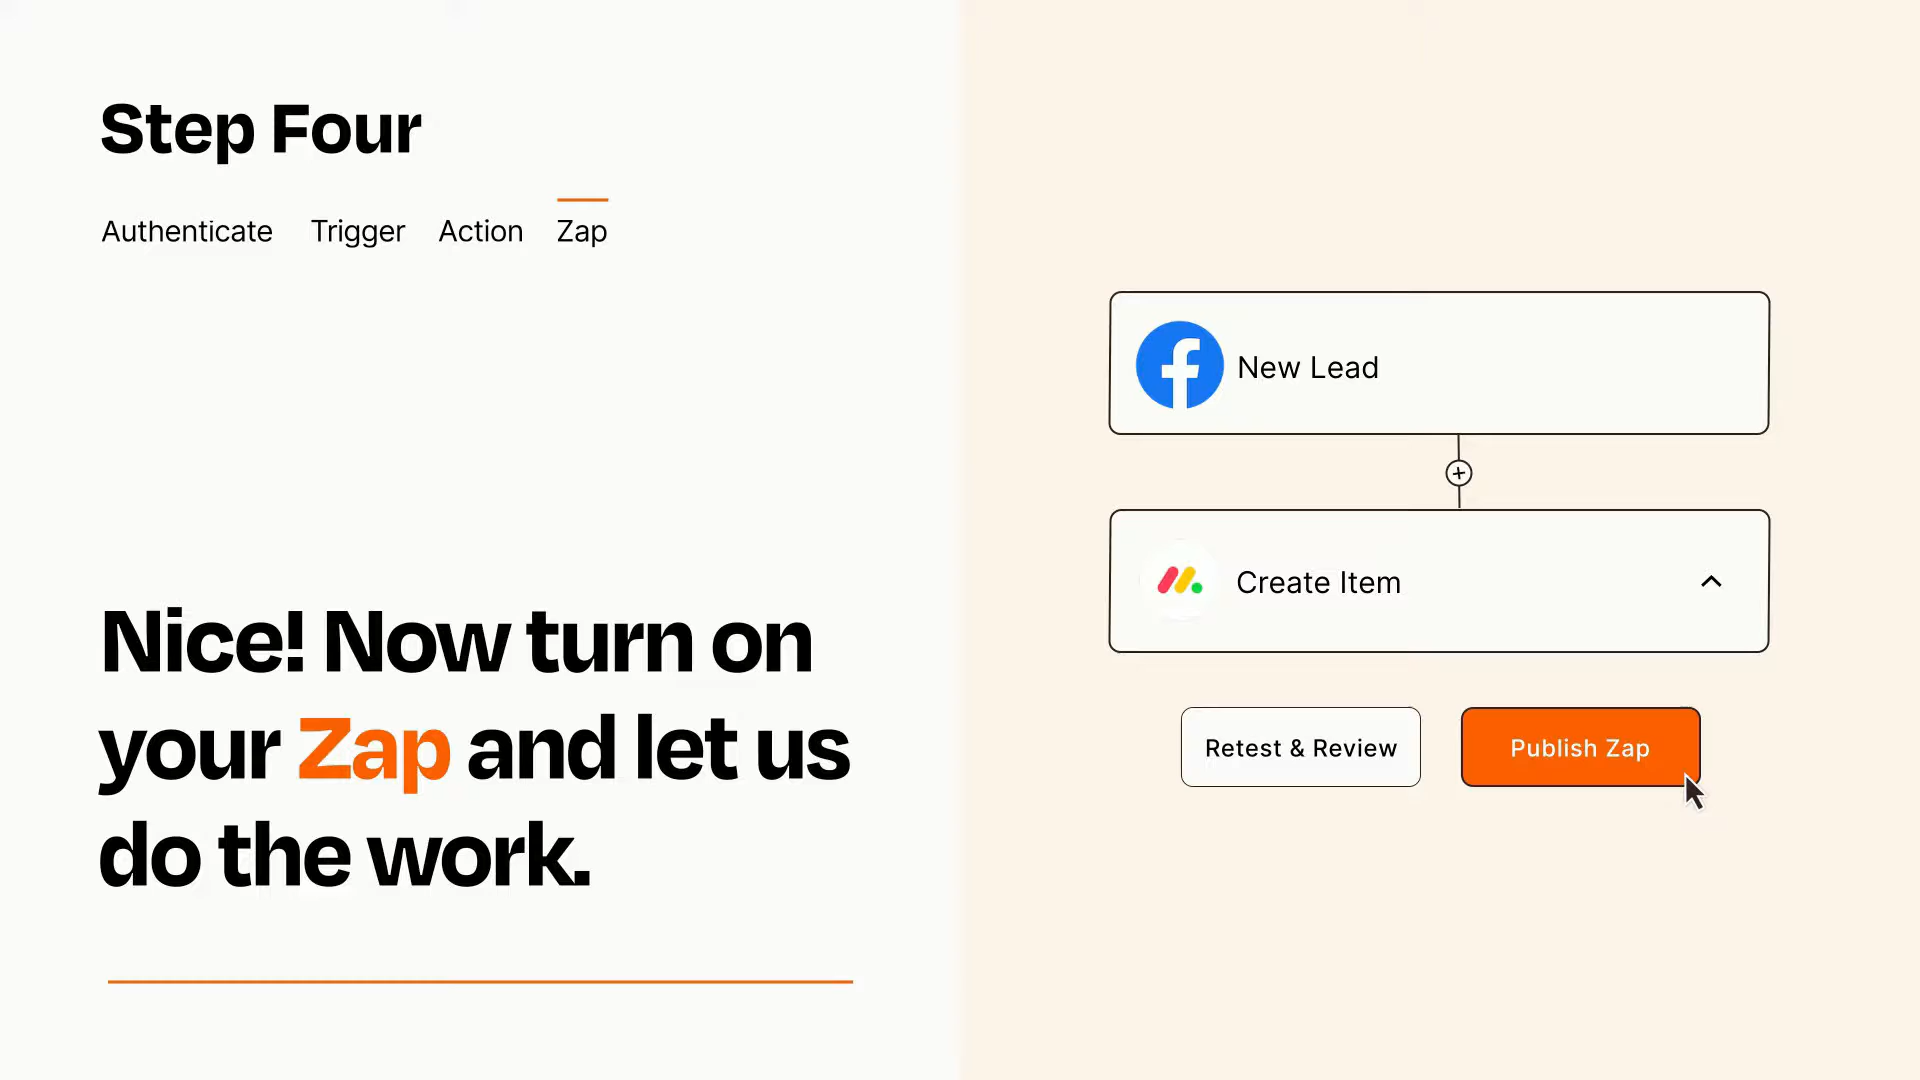 Step Four
Authenticate Trigger Action Zap
Nice! Now turn on
your Zap and let us
do the work.
New Lead
Create Item
Retest & Review
Publish Zap